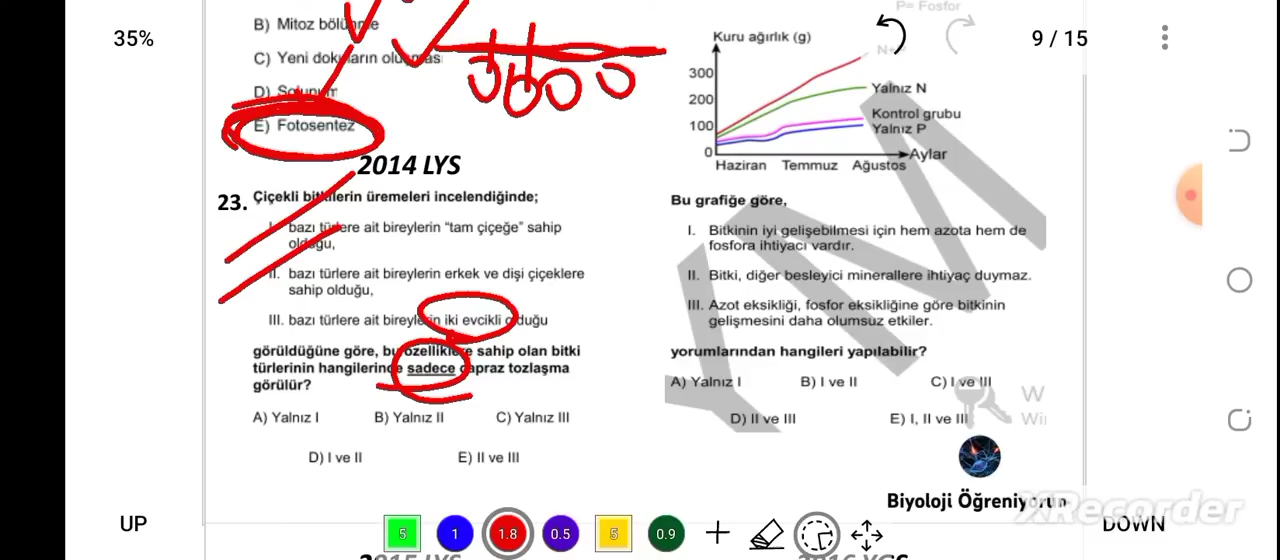 35%
B) Mitoz bölünme
C) Yeni dokuların oluşması
D) Solunum
E) Fotosentez
2014 LYS
23. Çiçekli bitkilerin üremeleri incelendiğinde;
I. bazı türlere ait bireylerin “tam çiçeğe” sahip
olduğu,
II. bazı türlere ait bireylerin erkek ve dişi çiçeklere
sahip olduğu,
III. bazı türlere ait bireylerin iki evcikli olduğu
görüldüğüne göre, bu özelliklere sahip olan bitki
türlerinin hangilerinde sadece çapraz tozlaşma
görülür?
A) Yalnız I B) Yalnız II C) Yalnız III
D) I ve II E) II ve III
P= Fosfor
Kuru ağırlık (g)
9 / 15
300
Yalnız N
200
Kontrol grubu
100
Yalnız P
0
Aylar
Haziran Temmuz Ağustos
Bu grafiğe göre,
I. Bitkinin iyi gelişebilmesi için hem azota hem de
fosfora ihtiyacı vardır.
II. Bitki, diğer besleyici minerallere ihtiyaç duymaz.
III. Azot eksikliği, fosfor eksikliğine göre bitkinin
gelişmesini daha olumsuz etkiler.
yorumlarından hangileri yapılabilir?
A) Yalnız I B) I ve II C) I ve III
D) II ve III E) I, II ve III
Biyoloji Öğreniyorum
XRecorder
UP
5 1 1.8 0.5 5 0.9
DOWN